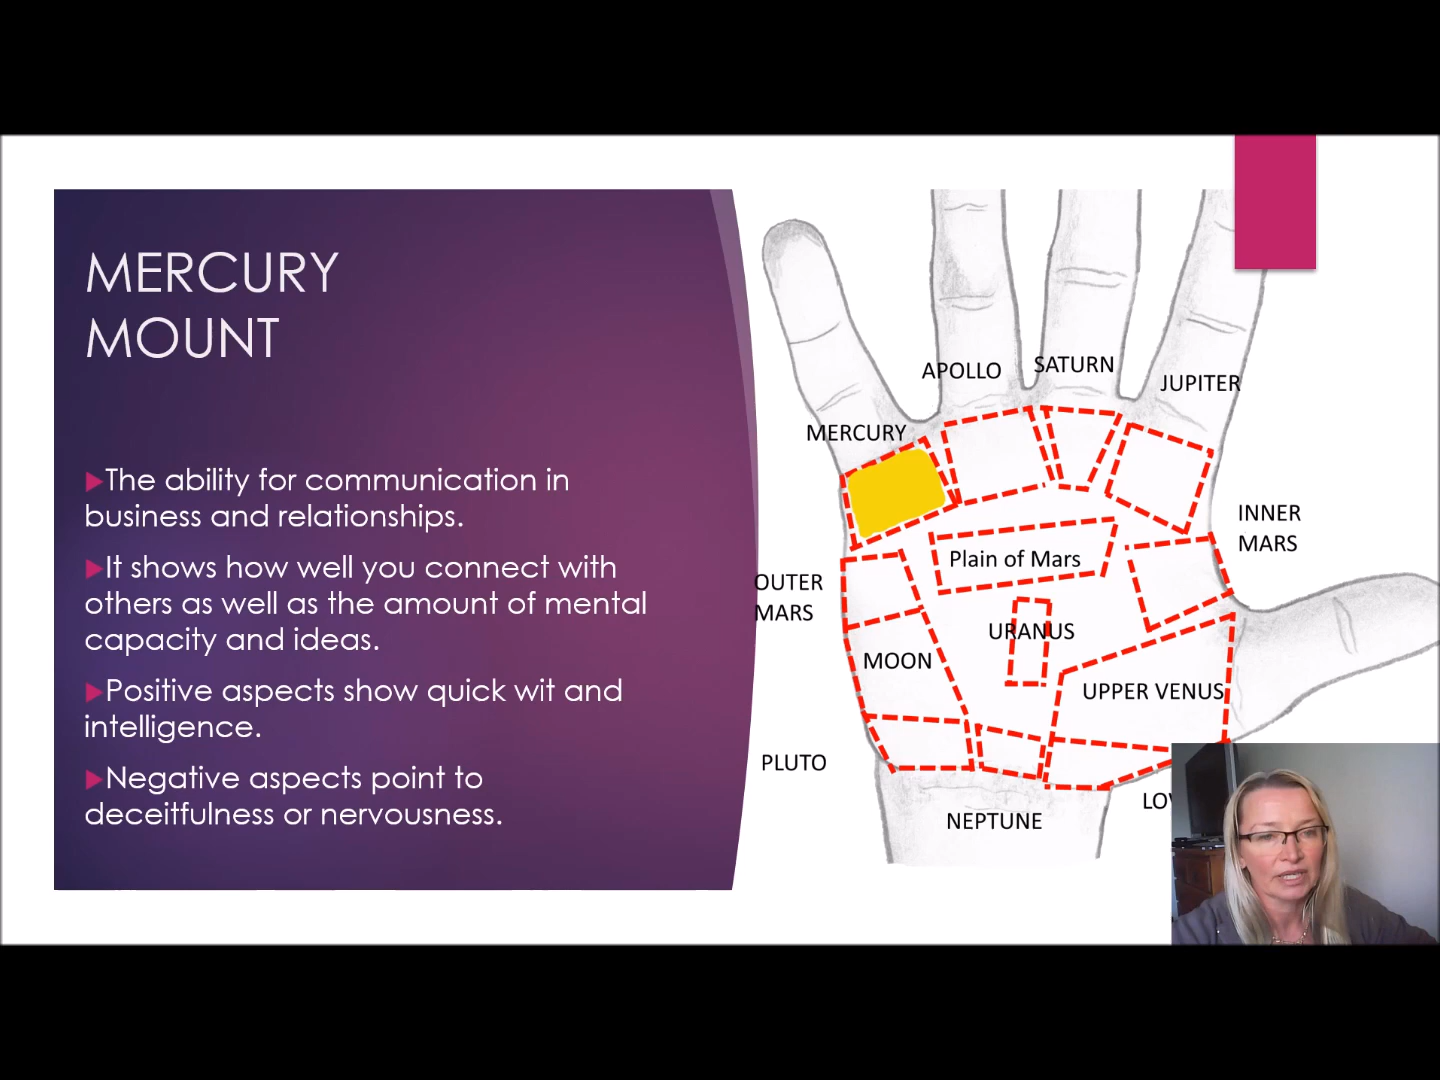 MERCURY
MOUNT
The ability for communication in
business and relationships.
It shows how well you connect with
others as well as the amount of mental
capacity and ideas.
Positive aspects show quick wit and
intelligence.
Negative aspects point to
deceitfulness or nervousness.
APOLLO
SATURN
JUPITER
MERCURY
INNER
MARS
Plain of Mars
OUTER
MARS
URANUS
MOON
UPPER VENUS
PLUTO
NEPTUNE